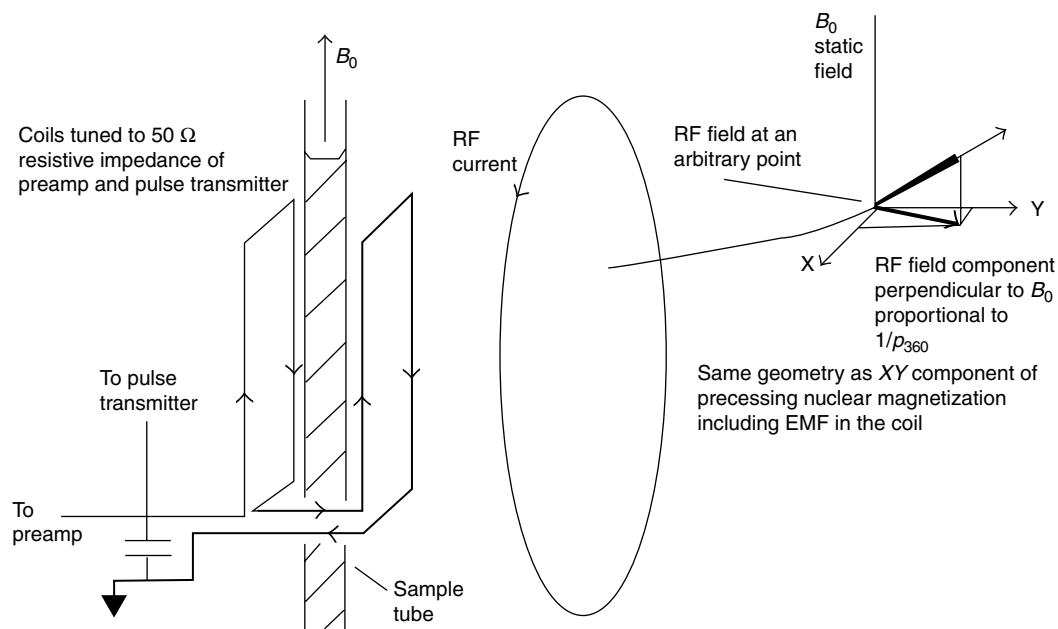 B0
Coils tuned to 50 Ω
resistive impedance of
preamp and pulse transmitter
To pulse
transmitter
To
preamp
Sample
tube
RF
current
RF field at an
arbitrary point
B0
static
field
Y
X
RF field component
perpendicular to B0
proportional to
1/p360
Same geometry as XY component of
precessing nuclear magnetization
including EMF in the coil